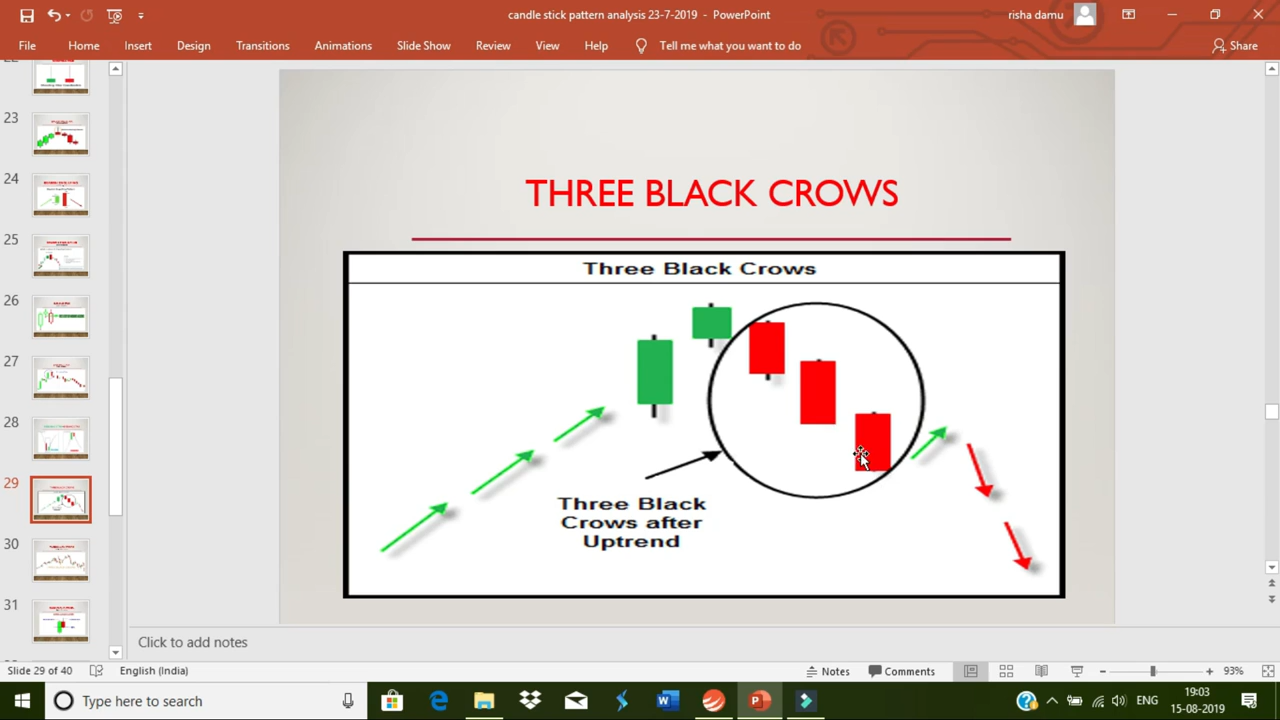 candle stick pattern analysis 23-7-2019 - PowerPoint
risha damu
File Home Insert Design Transitions Animations Slide Show Review View Help Tell me what you want to do Share
23
24
25
26
27
28
29
30
31
THREE BLACK CROWS
Three Black Crows
Three Black
Crows after
Uptrend
Click to add notes
Slide 29 of 40 English (India) Notes Comments 93%
Type here to search
ENG
19:03
15-08-2019